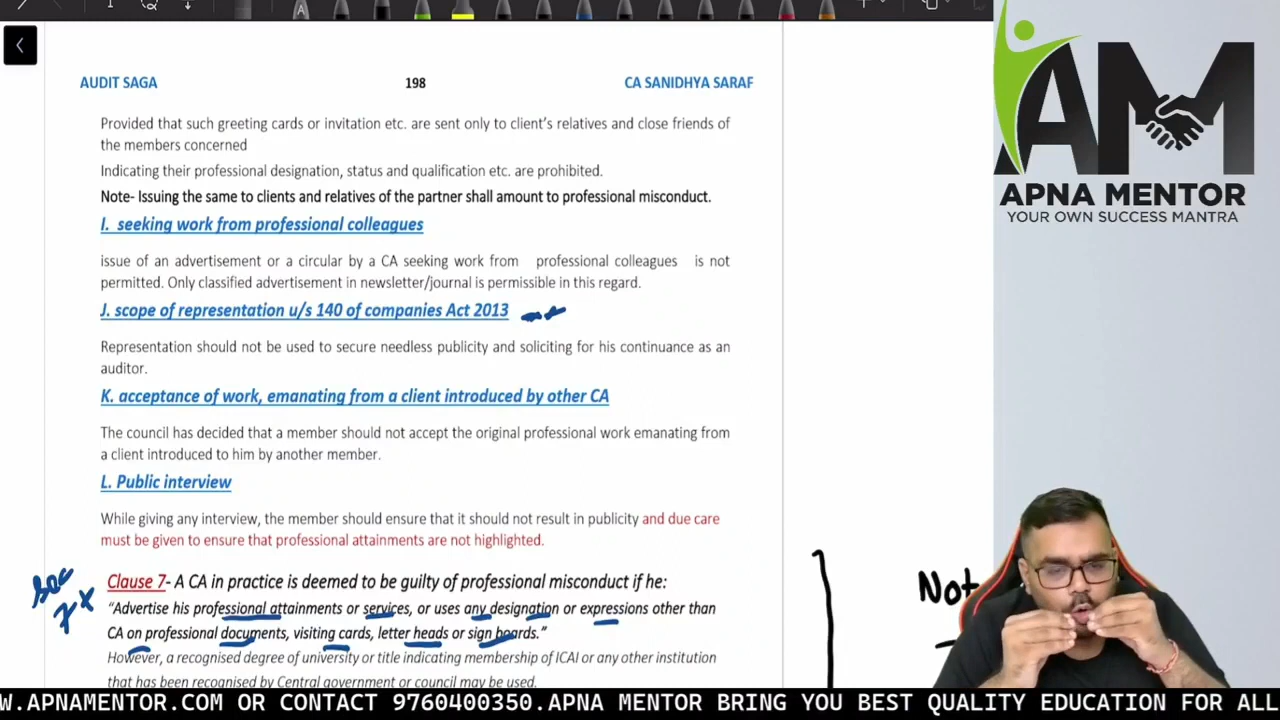 AUDIT SAGA 198 CA SANIDHYA SARAF
Provided that such greeting cards or invitation etc. are sent only to client's relatives and close friends of
the members concerned
Indicating their professional designation, status and qualification etc. are prohibited.
Note- Issuing the same to clients and relatives of the partner shall amount to professional misconduct.
I. seeking work from professional colleagues
issue of an advertisement or a circular by a CA seeking work from professional colleagues is not
permitted. Only classified advertisement in newsletter/journal is permissible in this regard.
J. scope of representation u/s 140 of companies Act 2013
Representation should not be used to secure needless publicity and soliciting for his continuance as an
auditor.
K. acceptance of work, emanating from a client introduced by other CA
The council has decided that a member should not accept the original professional work emanating from
a client introduced to him by another member.
L. Public interview
While giving any interview, the member should ensure that it should not result in publicity and due care
must be given to ensure that professional attainments are not highlighted.
Clause 7- A CA in practice is deemed to be guilty of professional misconduct if he:
"Advertise his professional attainments or services, or uses any designation or expressions other than
CA on professional documents, visiting cards, letter heads or sign boards."
However, a recognised degree of university or title indicating membership of ICAI or any other institution
that has been recognised by Central government or council may be used.
Not
AM
APNA MENTOR
YOUR OWN SUCCESS MANTRA
W.APNAMENTOR.COM OR CONTACT 9760400350.APNA MENTOR BRING YOU BEST QUALITY EDUCATION FOR ALL